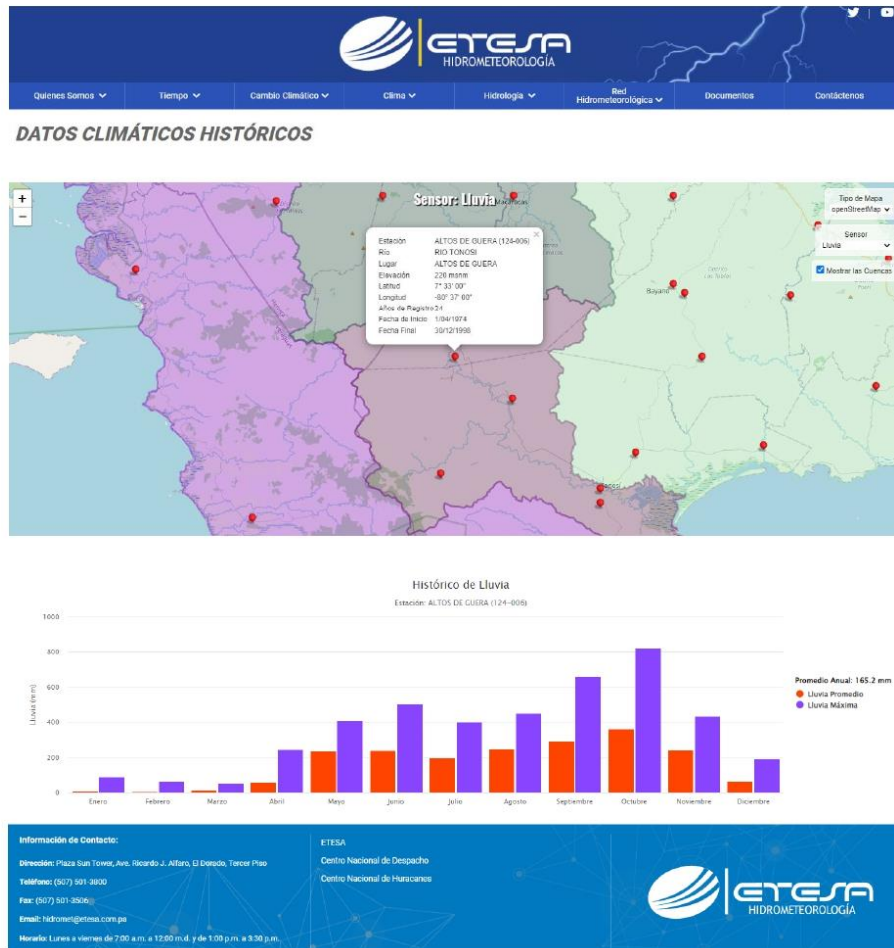 ETESA
HIDROMETEOROLOGÍA
Quienes Somos
Tiempo
Cambio Climático
Clima
Hidrología
Red Hidrometeorológica
Documentos
Contáctenos
DATOS CLIMÁTICOS HISTÓRICOS
+
−
Sensor: Lluvia
Macaracas
Tipo de Mapa
openStreetMap
Sensor
Lluvia
Mostrar las Cuencas
Estación ALTOS DE GUERA (124-006)
Río RIO TONOSI
Lugar ALTOS DE GUERA
Elevación 220 msnm
Latitud 7° 33' 00"
Longitud -80° 37' 00"
Años de Registro 24
Fecha de Inicio 1/04/1974
Fecha Final 30/12/1998
Bayano
Tonosí
Histórico de Lluvia
Estación: ALTOS DE GUERA (124-006)
Lluvia (mm)
1000
800
600
400
200
0
Enero Febrero Marzo Abril Mayo Junio Julio Agosto Septiembre Octubre Noviembre Diciembre
Promedio Anual: 165.2 mm
Lluvia Promedio
Lluvia Máxima
Información de Contacto:
Dirección: Plaza Sun Tower, Ave. Ricardo J. Alfaro, El Dorado, Tercer Piso
Teléfono: (507) 501-3800
Fax: (507) 501-3506
Email: hidromet@etesa.com.pa
Horario: Lunes a viernes de 7:00 a.m. a 12:00 m.d. y de 1:00 p.m. a 3:30 p.m.
ETESA
Centro Nacional de Despacho
Centro Nacional de Huracanes
ETESA
HIDROMETEOROLOGÍA